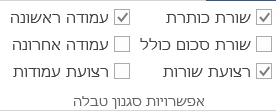 שורת כותרת עמודה ראשונה
שורת סכום כולל עמודה אחרונה
רצועת שורות רצועת עמודות
אפשרויות סגנון טבלה